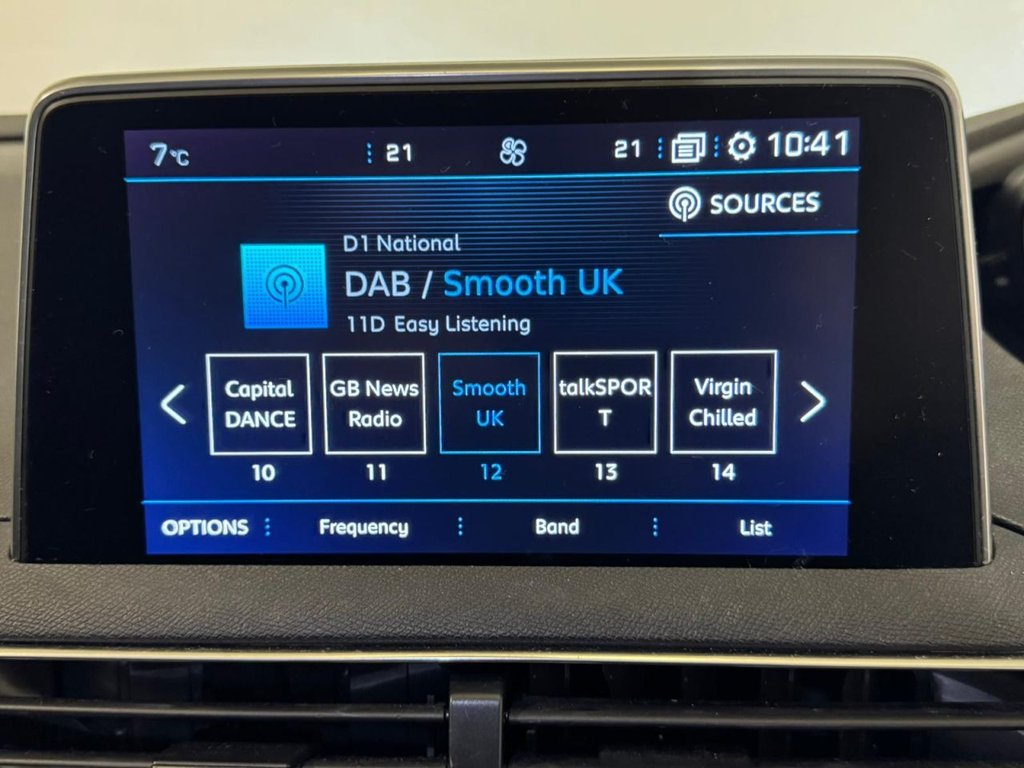 7°C 21 21 10:41
SOURCES
D1 National
DAB / Smooth UK
11D Easy Listening
Capital
DANCE
GB News
Radio
Smooth
UK
talkSPOR
T
Virgin
Chilled
10 11 12 13 14
OPTIONS Frequency Band List